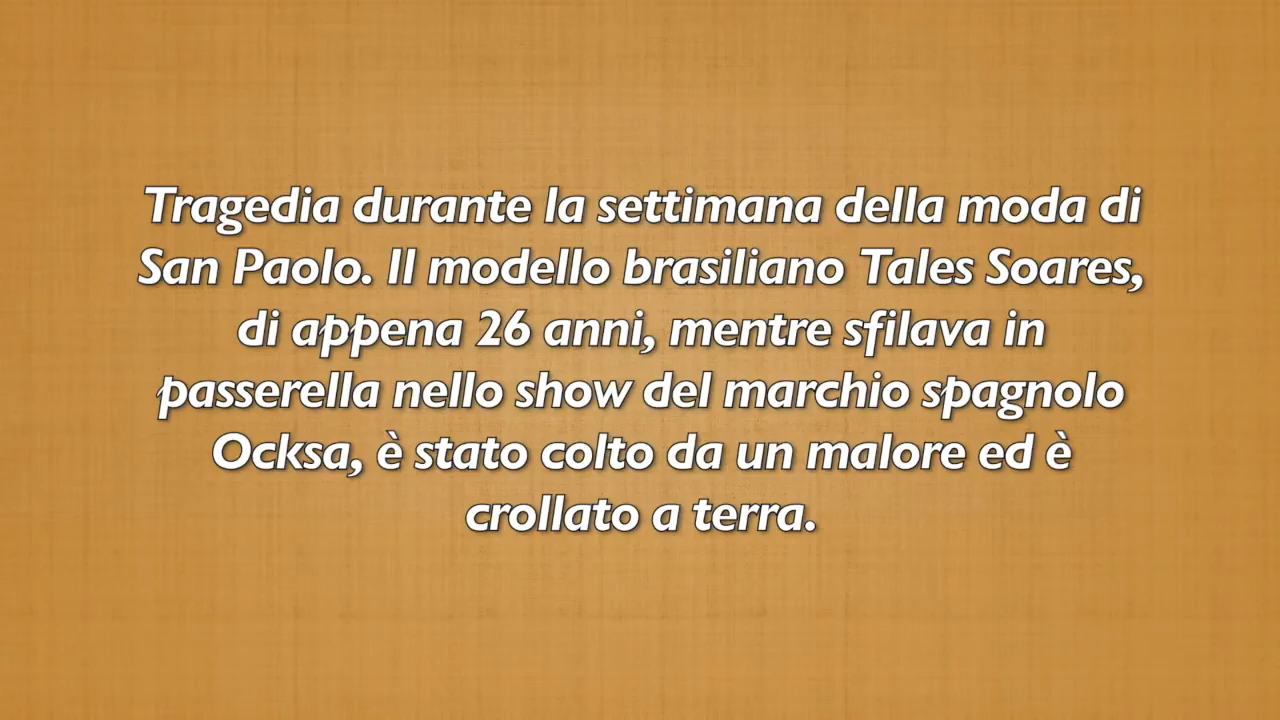 Tragedia durante la settimana della moda di
San Paolo. Il modello brasiliano Tales Soares,
di appena 26 anni, mentre sfilava in
passerella nello show del marchio spagnolo
Ocksa, è stato colto da un malore ed è
crollato a terra.